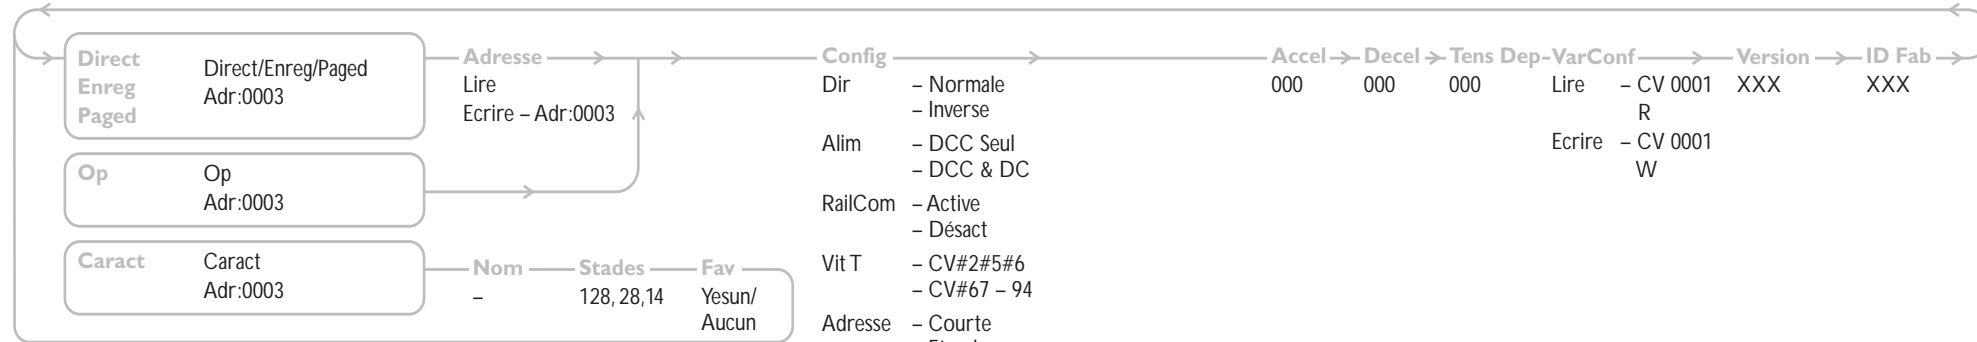 Direct
Enreg
Paged
Direct/Enreg/Paged
Adr:0003
Adresse
Lire
Ecrire – Adr:0003
Op
Op
Adr:0003
Caract
Caract
Adr:0003
Nom
–
Stades
128, 28,14
Fav
Yesun/
Aucun
Config
Dir – Normale
– Inverse
Alim – DCC Seul
– DCC & DC
RailCom – Active
– Désact
Vit T – CV#2#5#6
– CV#67 – 94
Adresse – Courte
Accel
000
Decel
000
Tens Dep
000
VarConf
Lire – CV 0001
R
Ecrire – CV 0001
W
Version
XXX
ID Fab
XXX